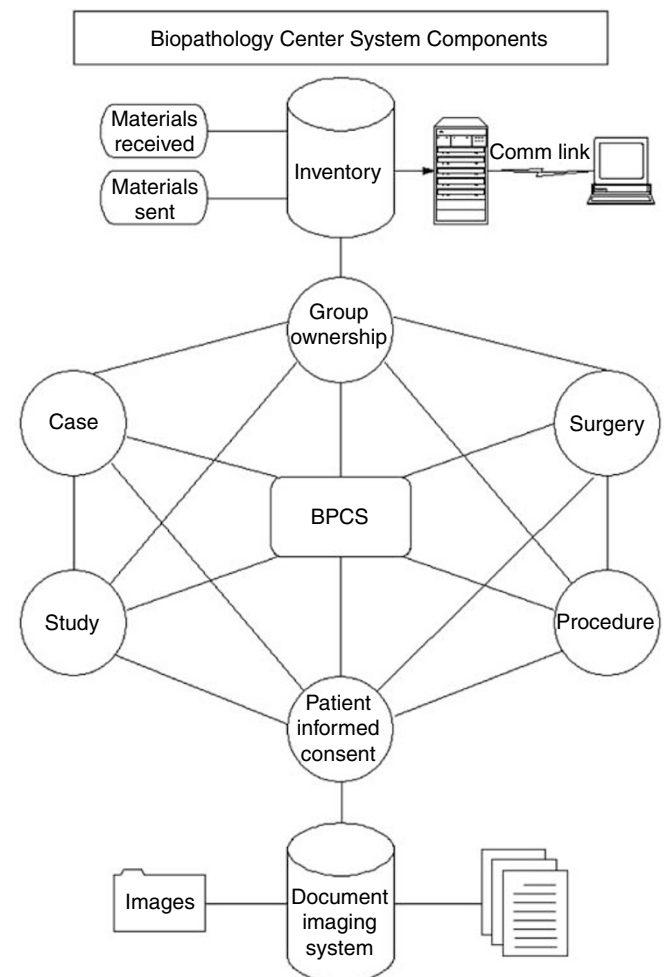 Biopathology Center System Components
Materials
received
Materials
sent
Inventory
Comm link
Group
ownership
Case
Surgery
BPCS
Study
Procedure
Patient
informed
consent
Images
Document
imaging
system